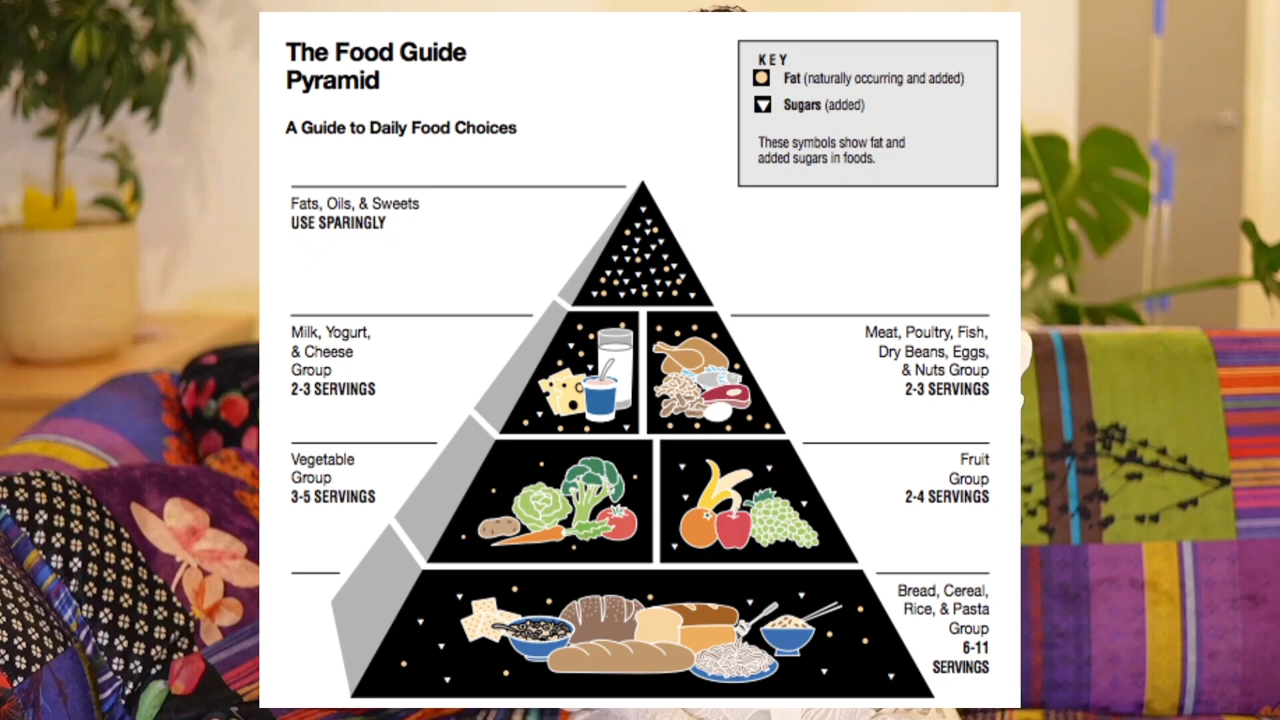 The Food Guide
Pyramid
A Guide to Daily Food Choices
KEY
Fat (naturally occurring and added)
Sugars (added)
These symbols show fat and
added sugars in foods.
Fats, Oils, & Sweets
USE SPARINGLY
Milk, Yogurt,
& Cheese
Group
2-3 SERVINGS
Meat, Poultry, Fish,
Dry Beans, Eggs,
& Nuts Group
2-3 SERVINGS
Vegetable
Group
3-5 SERVINGS
Fruit
Group
2-4 SERVINGS
Bread, Cereal,
Rice, & Pasta
Group
6-11
SERVINGS